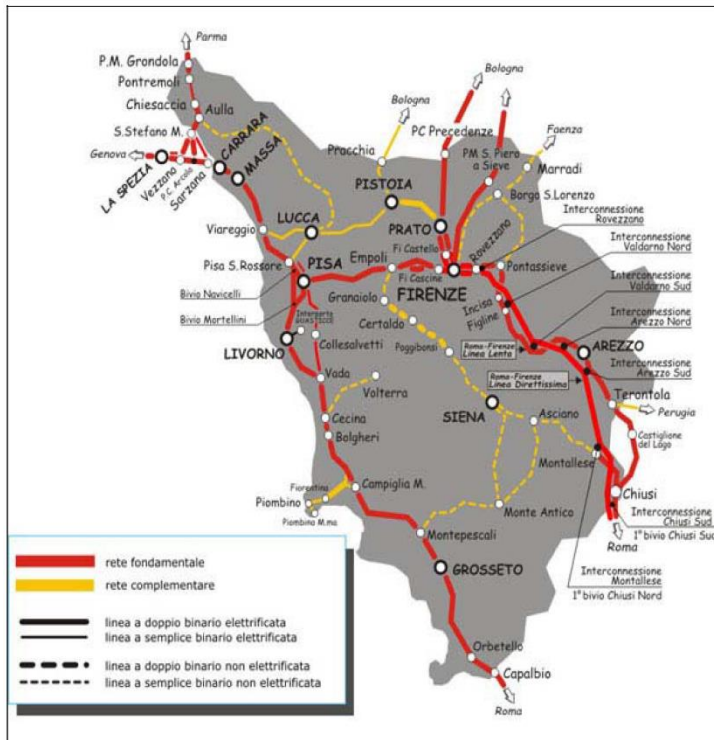 Parma
P.M. Grondola
Pontremoli
Chiesaccia
Aulla
S.Stefano M.
Genova
LA SPEZIA
Vezzano
P.C. Arcola
Sarzana
CARRARA
MASSA
Bologna
Pracchia
PISTOIA
Bologna
PC Precedenze
PM S. Piero
a Sieve
Faenza
Marradi
Borgo S.Lorenzo
PRATO
LUCCA
Viareggio
Pisa S.Rossore
PISA
Empoli
Fi Castello
Fi Cascine
FIRENZE
Rovezzano
Pontassieve
Interconnessione
Rovezzano
Interconnessione
Valdarno Nord
Interconnessione
Valdarno Sud
Interconnessione
Arezzo Nord
Bivio Navicelli
Bivio Mortellini
Interporto
GUASTICCE
LIVORNO
Collesalvetti
Granaiolo
Certaldo
Poggibonsi
Incisa
Figline
Roma-Firenze
Linea Lenta
Roma-Firenze
Linea Direttissima
AREZZO
Interconnessione
Arezzo Sud
Terontola
Perugia
Castiglione
del Lago
Vada
Volterra
Cecina
Bolgheri
SIENA
Asciano
Montallese
Chiusi
Interconnessione
Chiusi Sud
1° bivio Chiusi Sud
Roma
Interconnessione
Montallese
1° bivio Chiusi Nord
Fiorentina
Campiglia M.
Piombino
Piombino M.ma
Monte Antico
Montepescali
GROSSETO
Orbetello
Capalbio
Roma
rete fondamentale
rete complementare
linea a doppio binario elettrificata
linea a semplice binario elettrificata
linea a doppio binario non elettrificata
linea a semplice binario non elettrificata